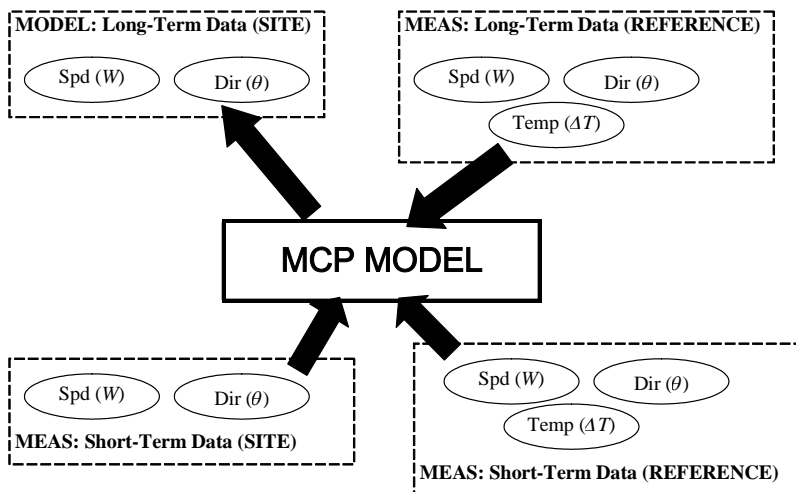 MODEL: Long-Term Data (SITE)
Spd (W)
Dir (θ)
MEAS: Long-Term Data (REFERENCE)
Spd (W)
Dir (θ)
Temp (ΔT)
MCP MODEL
Spd (W)
Dir (θ)
MEAS: Short-Term Data (SITE)
Spd (W)
Dir (θ)
Temp (ΔT)
MEAS: Short-Term Data (REFERENCE)